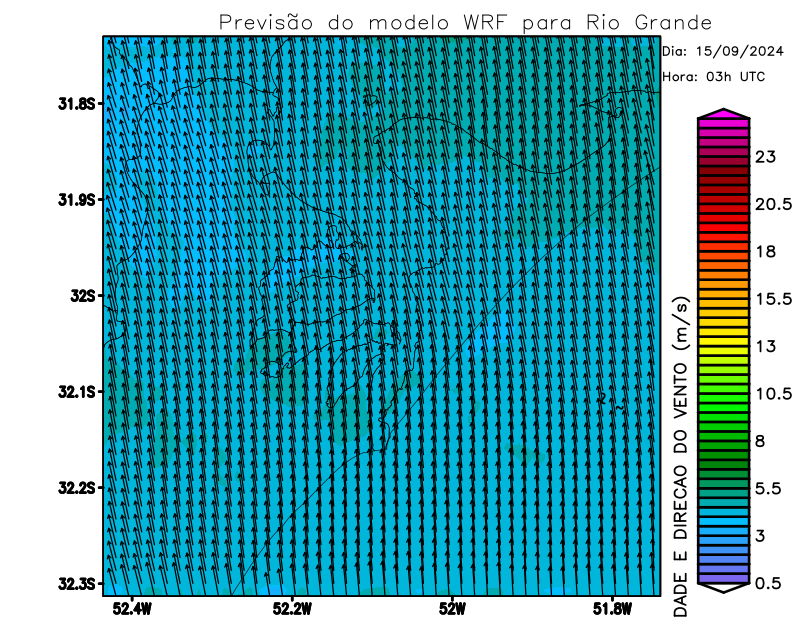 Previsão do modelo WRF para Rio Grande
Dia: 15/09/2024
Hora: 03h UTC
31.8S
31.9S
32S
32.1S
32.2S
32.3S
52.4W
52.2W
52W
51.8W
DADE E DIRECAO DO VENTO (m/s)
23
20.5
18
15.5
13
10.5
8
5.5
3
0.5